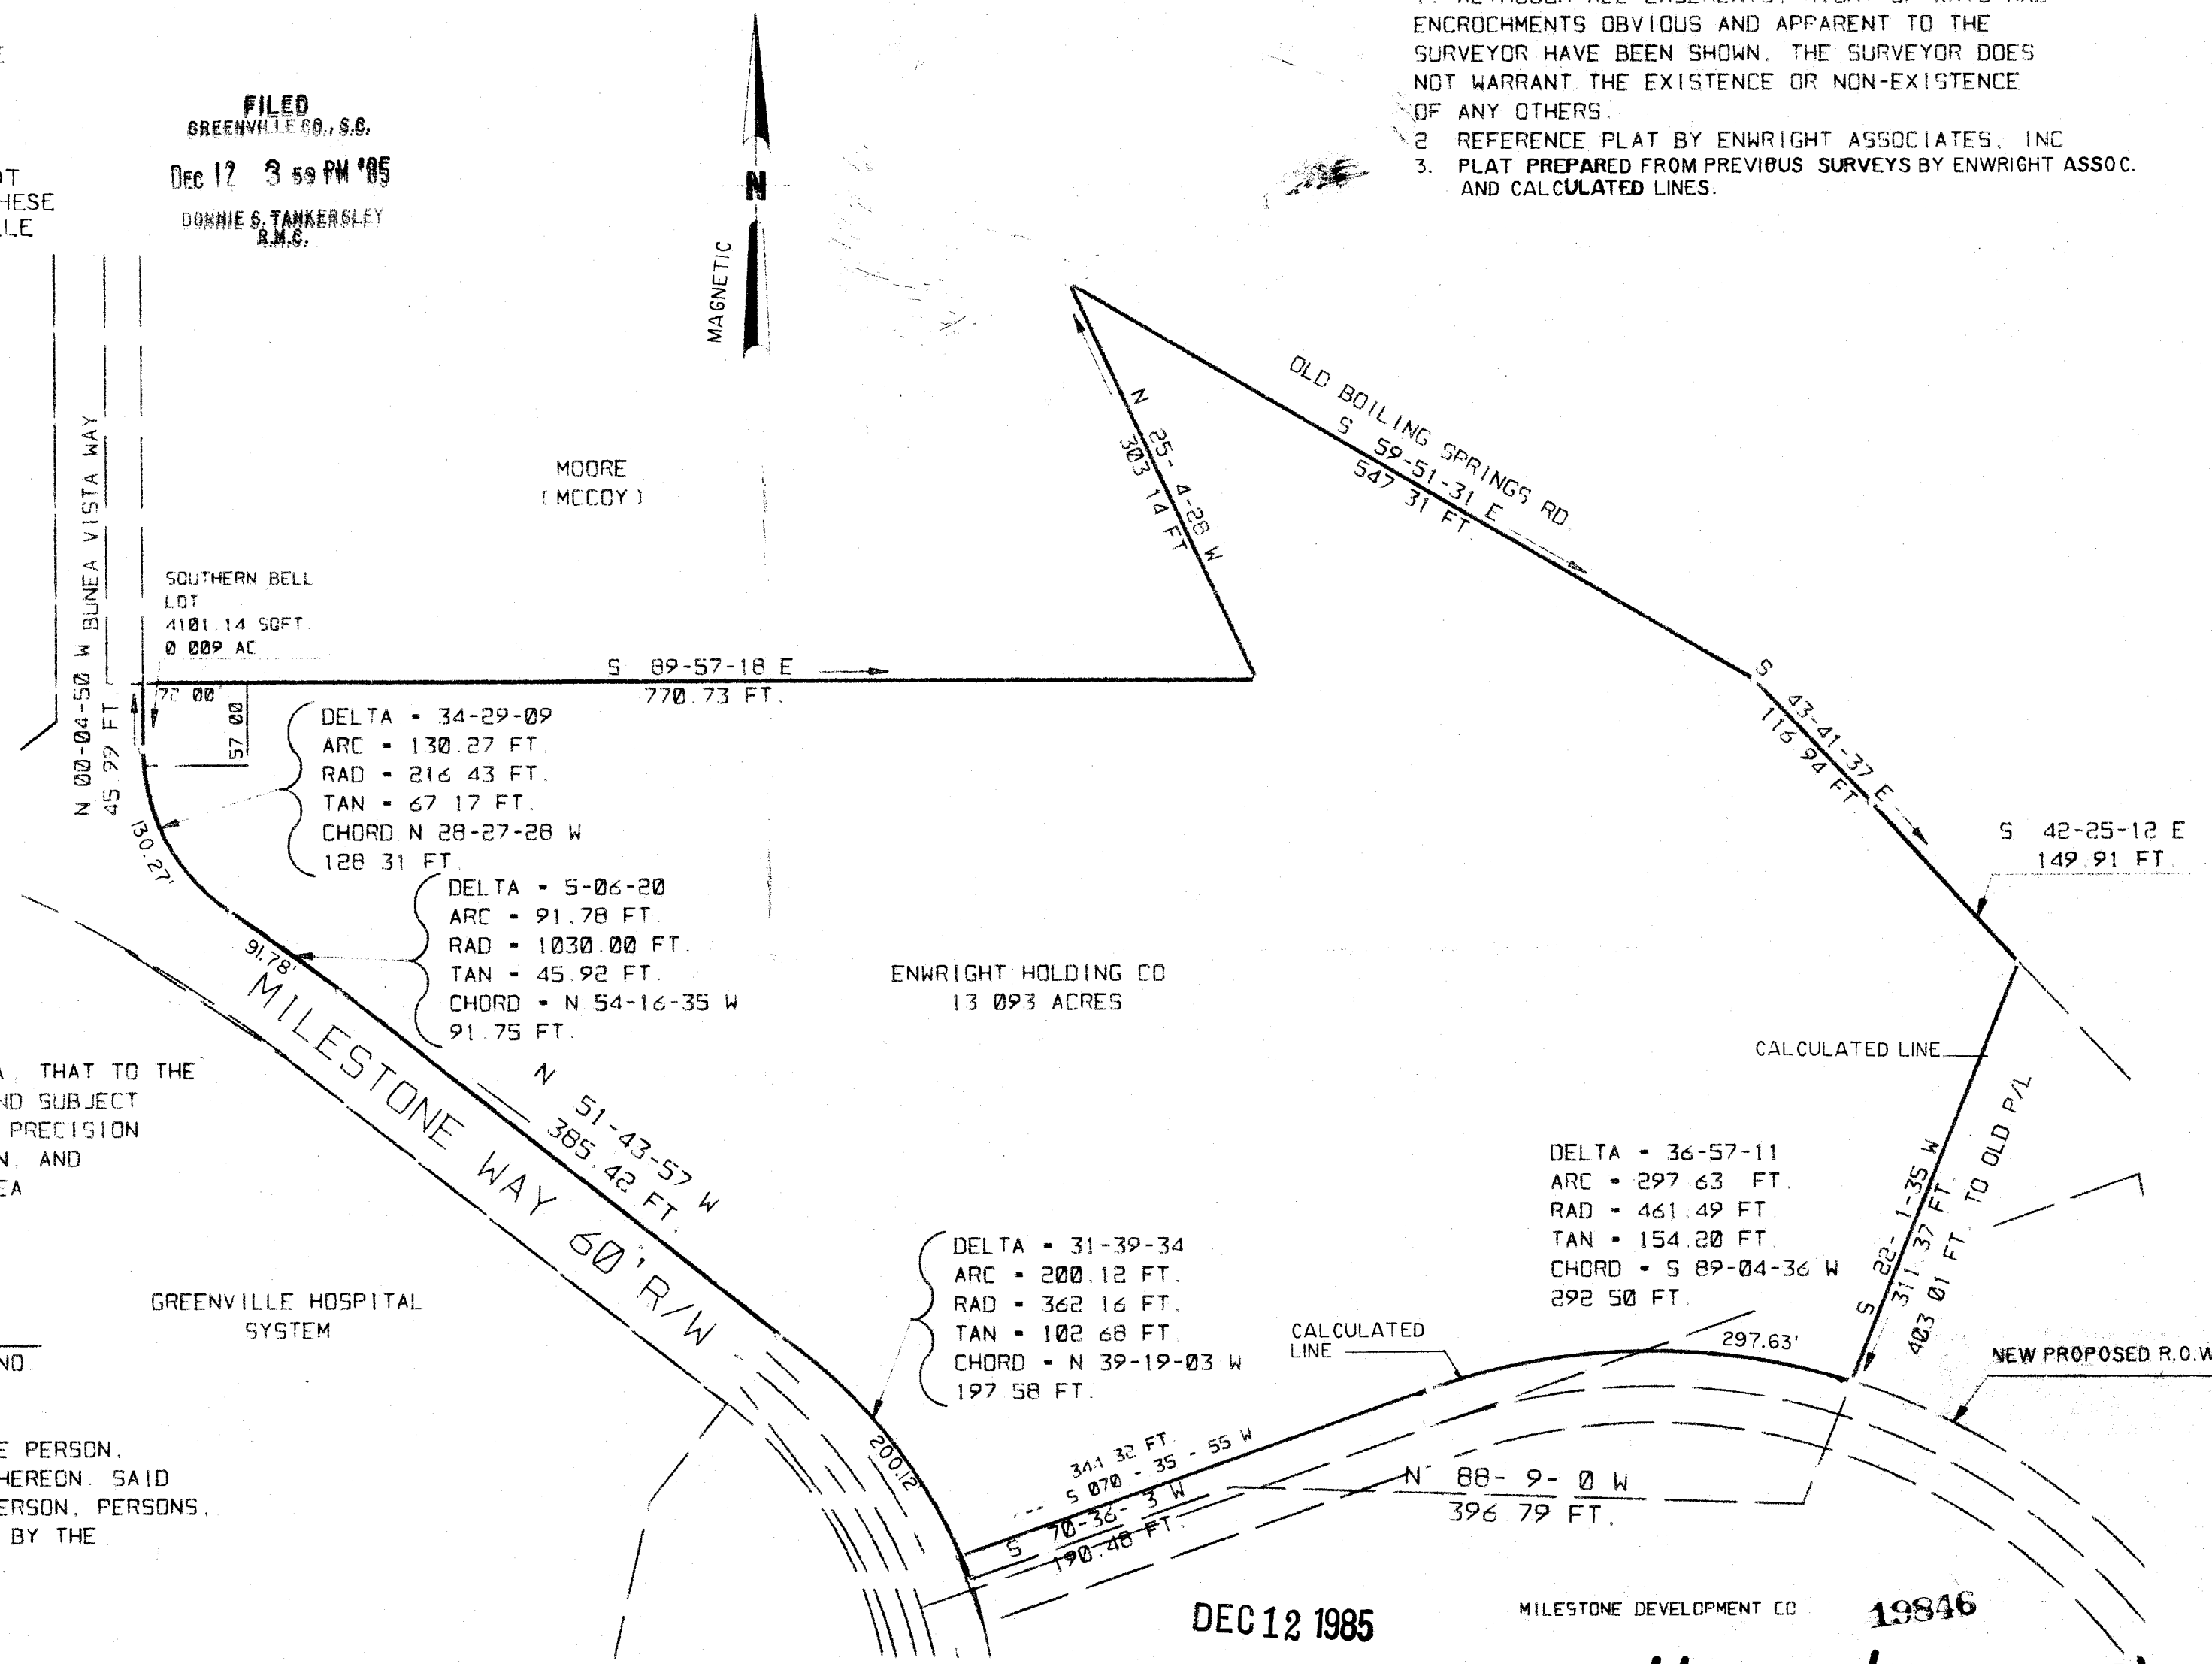 ENCROCHMENTS OBVIOUS AND APPARENT TO THE
SURVEYOR HAVE BEEN SHOWN. THE SURVEYOR DOES
NOT WARRANT THE EXISTENCE OR NON-EXISTENCE
OF ANY OTHERS.
2 REFERENCE PLAT BY ENWRIGHT ASSOCIATES, INC
3. PLAT PREPARED FROM PREVIOUS SURVEYS BY ENWRIGHT ASSOC.
AND CALCULATED LINES.
FILED
GREENVILLE CO., S.C.
DEC 12 3 59 PM '85
DONNIE S. TANKERSLEY
R.M.C.
HESE
LE
N
MAGNETIC
OLD BOILING SPRINGS RD
S 59-51-31 E
547 31 FT.
N 25- 4-28 W
303 14 FT
MOORE
(MCCOY)
BUNEA VISTA WAY
N 00-04-50 W
45.99 FT
SOUTHERN BELL
LOT
4101.14 SQFT.
0 009 AC
S 89-57-18 E
770.73 FT.
72 00'
57 00
S 43-41-37 E
116 94 FT.
DELTA = 34-29-09
ARC = 130.27 FT.
RAD = 216 43 FT.
TAN = 67 17 FT.
CHORD N 28-27-28 W
128 31 FT.
130.27'
S 42-25-12 E
149.91 FT.
DELTA = 5-06-20
ARC = 91.78 FT.
RAD = 1030.00 FT.
TAN = 45.92 FT.
CHORD = N 54-16-35 W
91.75 FT.
91.78'
ENWRIGHT HOLDING CO
13 093 ACRES
CALCULATED LINE
MILESTONE WAY 60' R/W
N 51-43-57 W
385.42 FT.
A, THAT TO THE
ND SUBJECT
PRECISION
N, AND
EA
S 22- 1-35 W
311.37 FT.
403 01 FT. TO OLD P/L
DELTA = 36-57-11
ARC = 297 63 FT.
RAD = 461.49 FT.
TAN = 154.20 FT.
CHORD = S 89-04-36 W
292 50 FT.
GREENVILLE HOSPITAL
SYSTEM
DELTA = 31-39-34
ARC = 200.12 FT.
RAD = 362 16 FT.
TAN = 102 68 FT.
CHORD = N 39-19-03 W
197 58 FT.
200.12'
CALCULATED
LINE
297.63'
NEW PROPOSED R.O.W
NO.
E PERSON,
HEREON. SAID
ERSON, PERSONS,
BY THE
344 32 FT.
S 070 - 35 - 55 W
S 70-36- 3 W
190.48 FT.
N 88- 9- 0 W
396.79 FT.
DEC 12 1985
MILESTONE DEVELOPMENT CO
19846